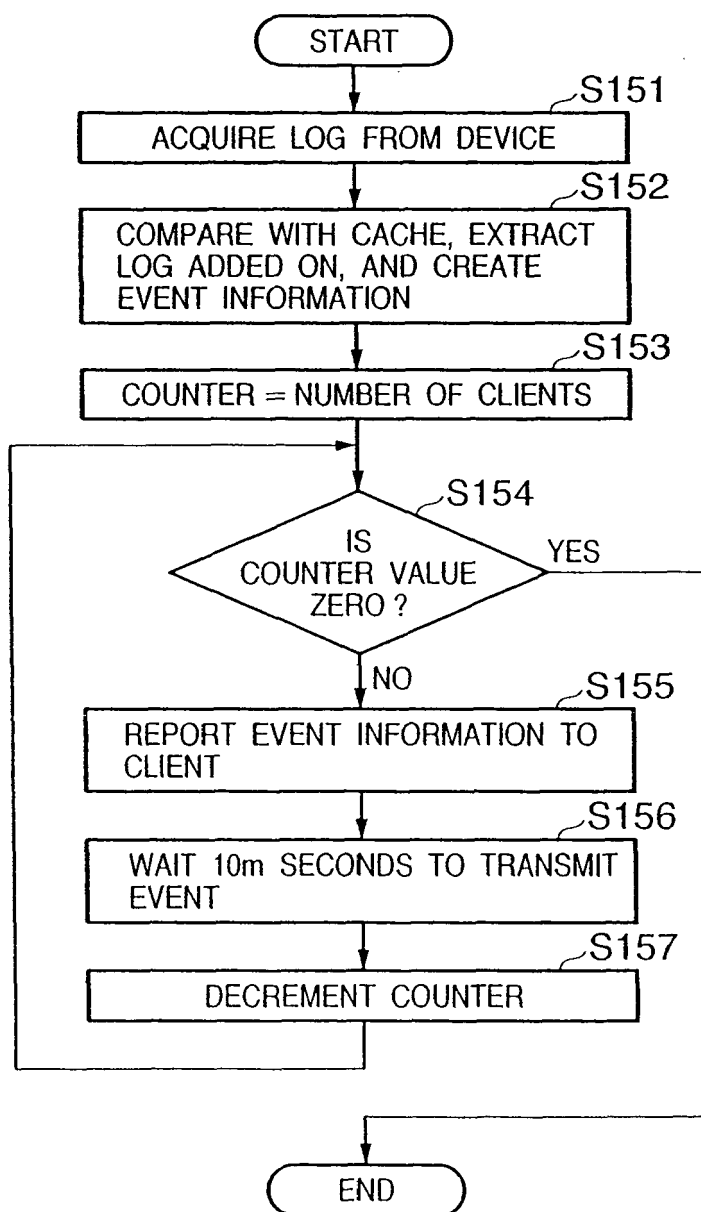 START
S151
ACQUIRE LOG FROM DEVICE
S152
COMPARE WITH CACHE, EXTRACT
LOG ADDED ON, AND CREATE
EVENT INFORMATION
S153
COUNTER = NUMBER OF CLIENTS
S154
IS
COUNTER VALUE
ZERO ?
YES
NO
S155
REPORT EVENT INFORMATION TO
CLIENT
S156
WAIT 10m SECONDS TO TRANSMIT
EVENT
S157
DECREMENT COUNTER
END